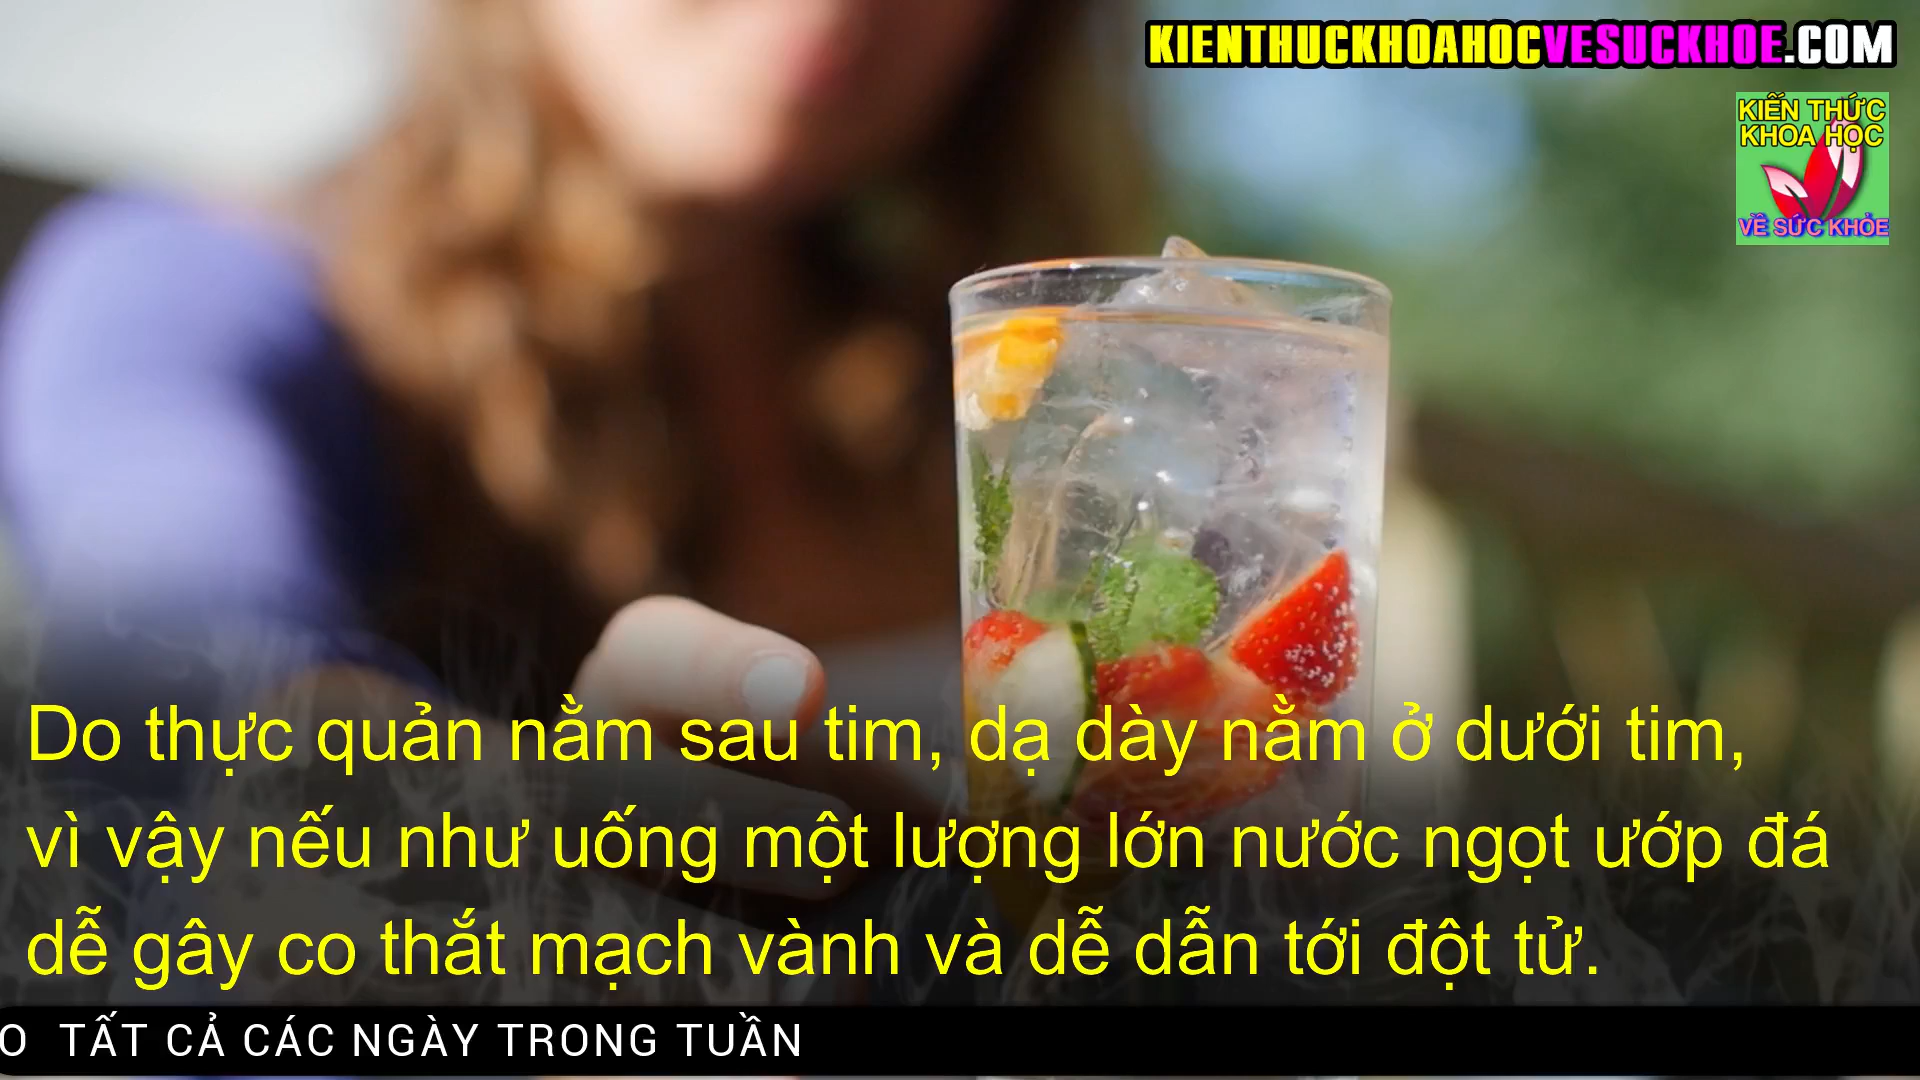 KIENTHUCKHOAHOCVESUCKHOE.COM
KIẾN THỨC
KHOA HỌC
VỀ SỨC KHỎE
Do thực quản nằm sau tim, dạ dày nằm ở dưới tim,
vì vậy nếu như uống một lượng lớn nước ngọt ướp đá
dễ gây co thắt mạch vành và dễ dẫn tới đột tử.
O TẤT CẢ CÁC NGÀY TRONG TUẦN